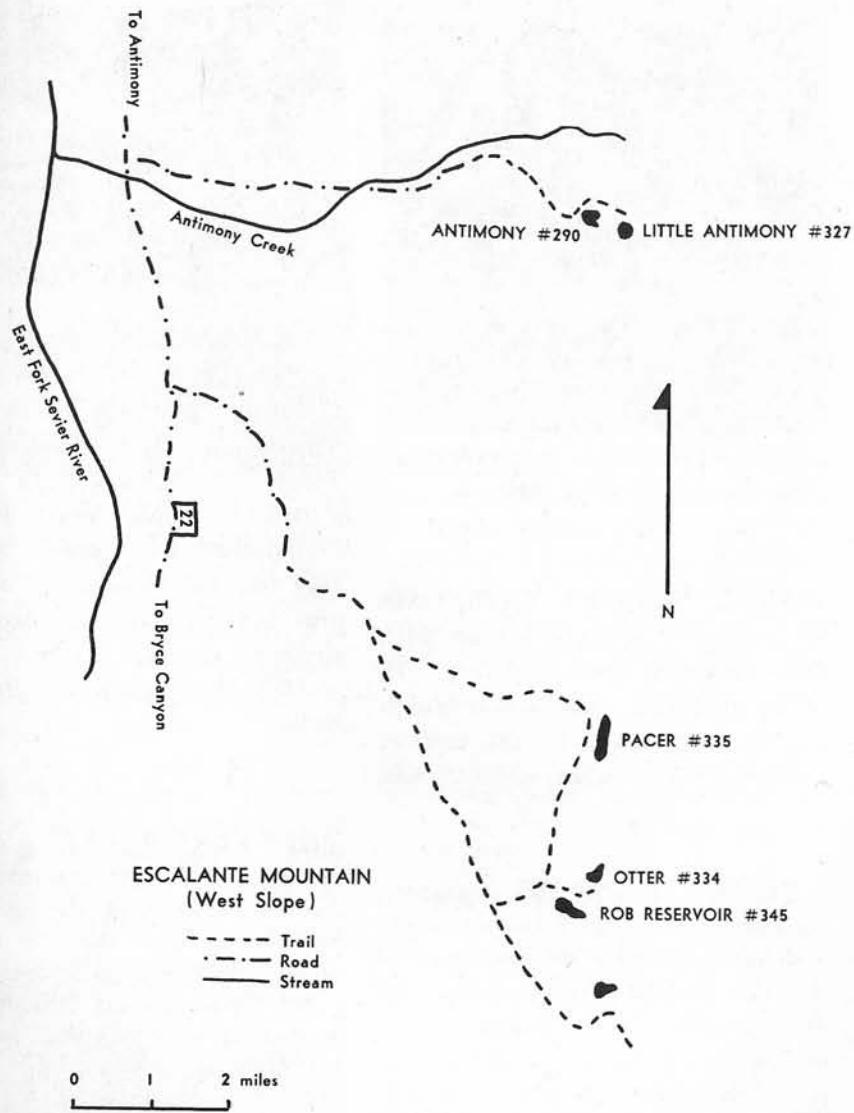 To Antimony
Antimony Creek
ANTIMONY #290
LITTLE ANTIMONY #327
East Fork Sevier River
22
To Bryce Canyon
N
PACER #335
OTTER #334
ROB RESERVOIR #345
ESCALANTE MOUNTAIN
(West Slope)
Trail
Road
Stream
0 1 2 miles